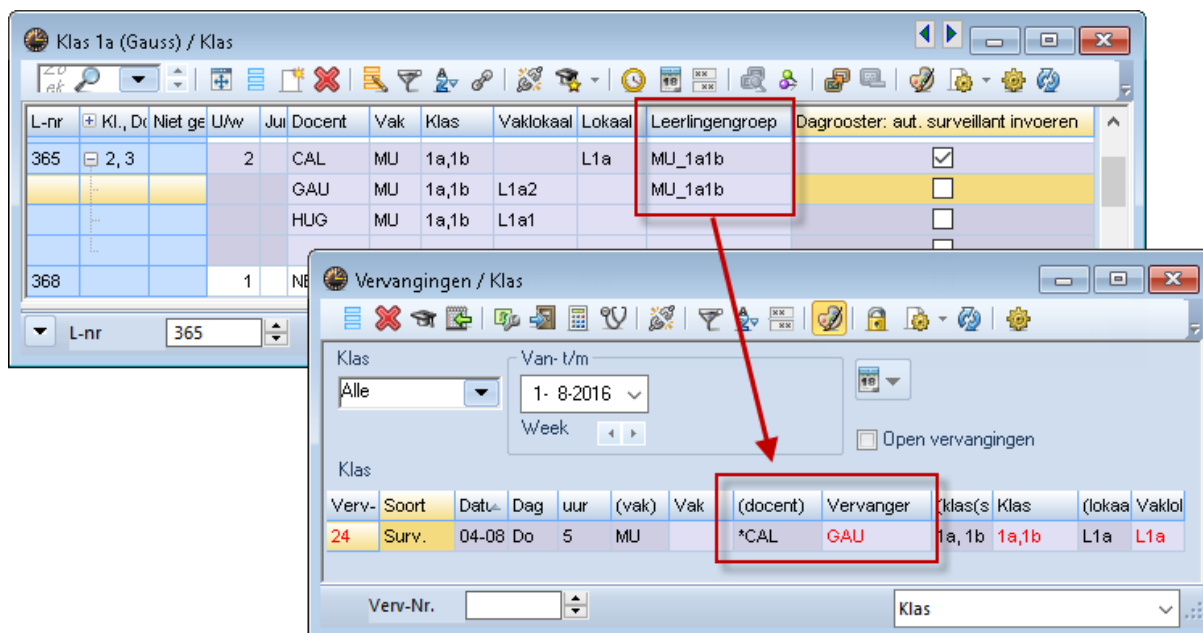 Klas 1a (Gauss) / Klas
L-nr Kl., Do Niet ge U/w Jui Docent Vak Klas Vaklokaal Lokaal Leerlingengroep Dagrooster: aut. surveillant invoeren
365 2, 3 2 CAL MU 1a,1b L1a MU_1a1b
GAU MU 1a,1b L1a2 MU_1a1b
HUG MU 1a,1b L1a1
368 1 NE
L-nr 365
Vervangingen / Klas
Klas Van- t/m
Alle 1- 8-2016
Week Open vervangingen
Klas
Verv- Soort Datu Dag uur (vak) Vak (docent) Vervanger (klas(s Klas (lokaa Vaklol
24 Surv. 04-08 Do 5 MU *CAL GAU 1a, 1b 1a,1b L1a L1a
Verv-Nr. Klas